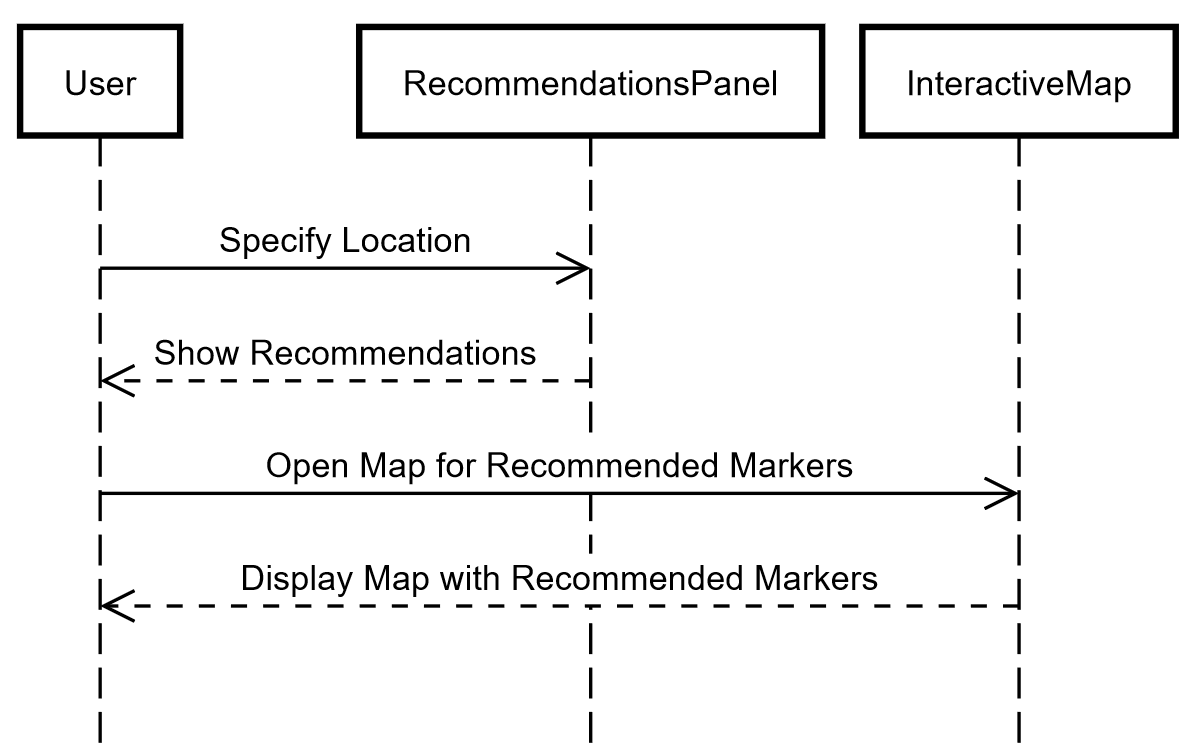 User
RecommendationsPanel
InteractiveMap
Specify Location
Show Recommendations
Open Map for Recommended Markers
Display Map with Recommended Markers